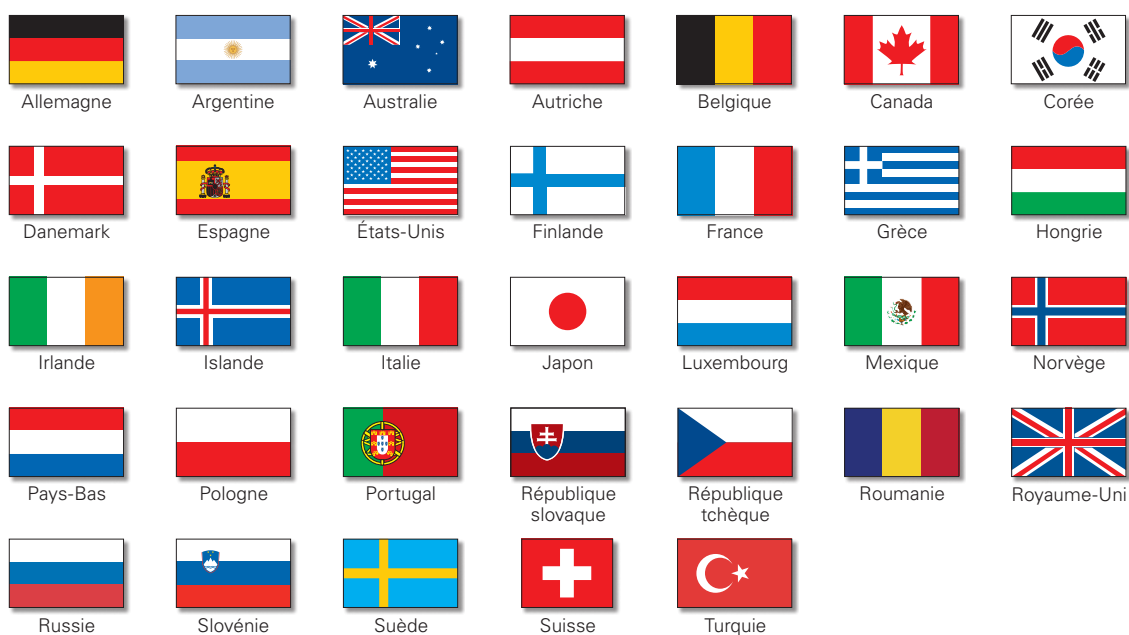 Allemagne
Argentine
Australie
Autriche
Belgique
Canada
Corée
Danemark
Espagne
États-Unis
Finlande
France
Grèce
Hongrie
Irlande
Islande
Italie
Japon
Luxembourg
Mexique
Norvège
Pays-Bas
Pologne
Portugal
République
slovaque
République
tchèque
Roumanie
Royaume-Uni
Russie
Slovénie
Suède
Suisse
Turquie